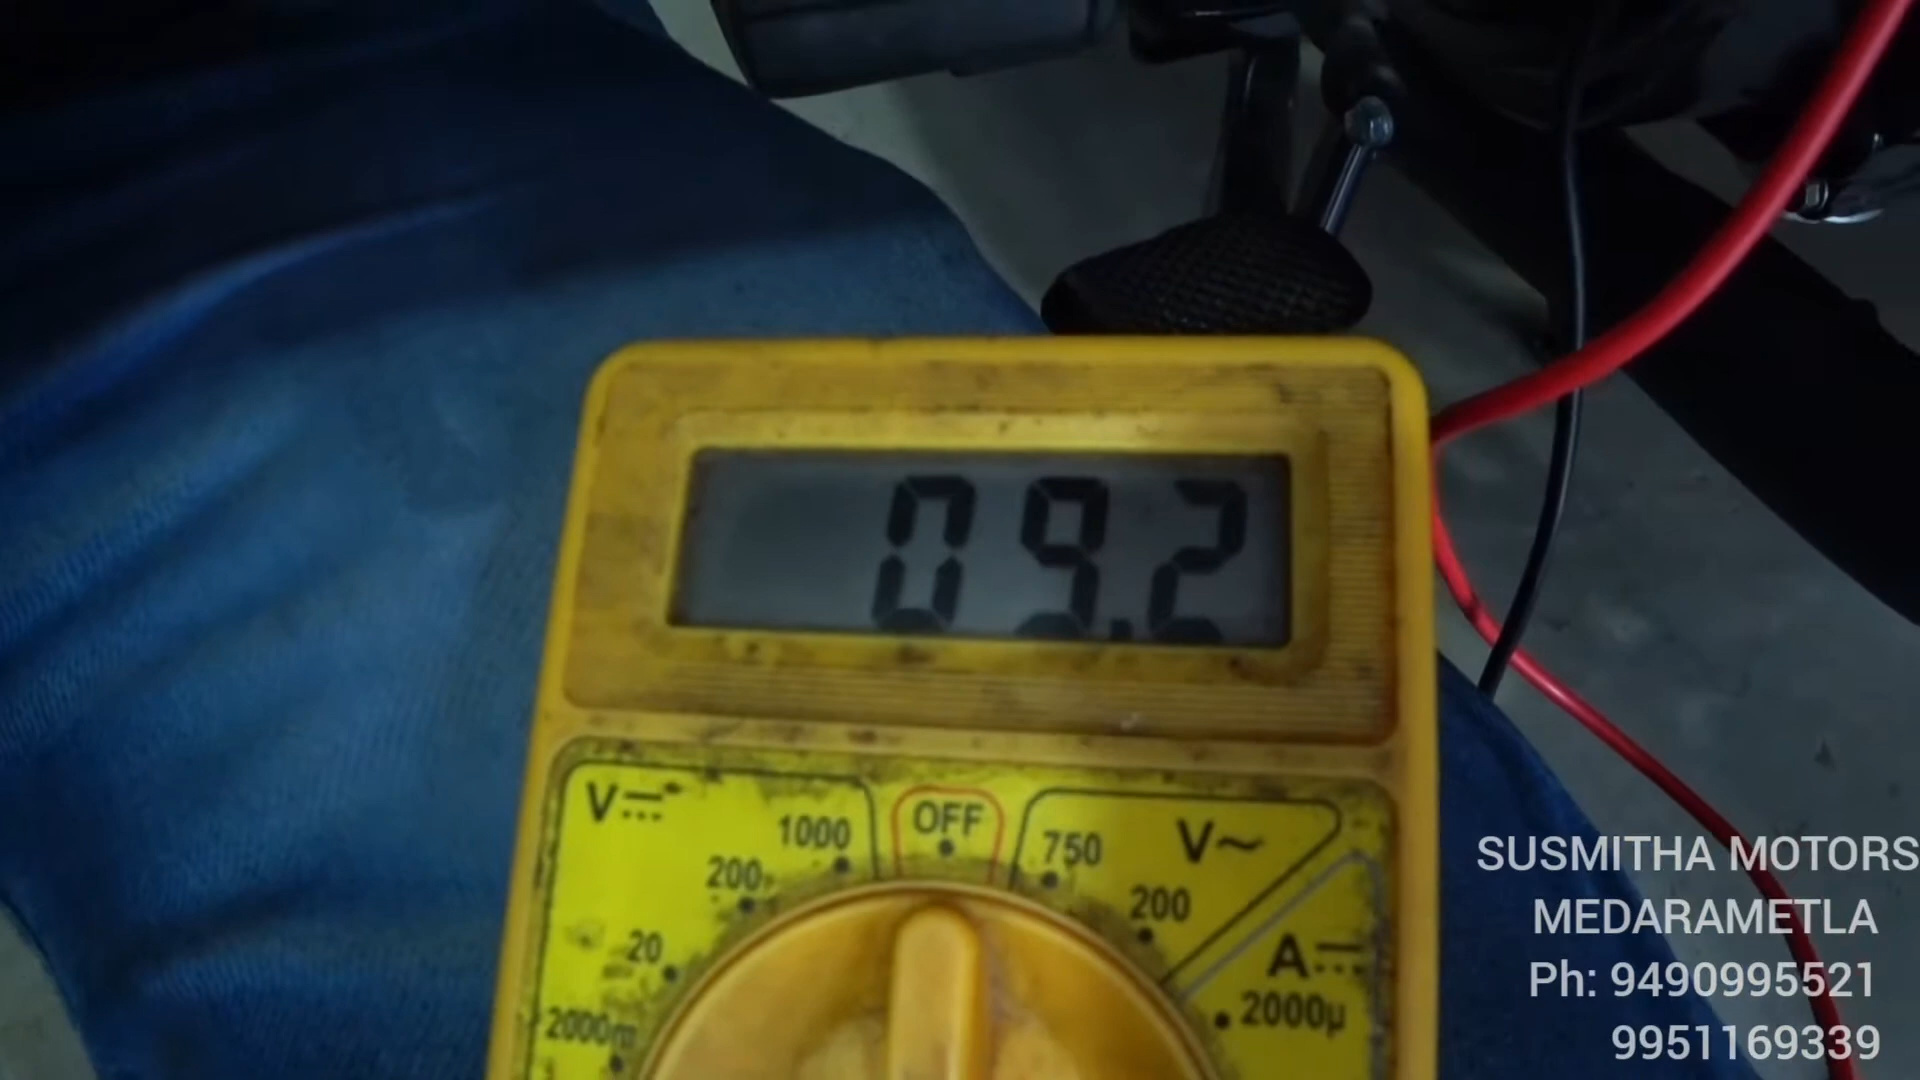 09.2
V⎓
OFF
1000
750
V~
200
200
20
A⎓
2000m
2000µ
SUSMITHA MOTORS
MEDARAMETLA
Ph: 9490995521
9951169339